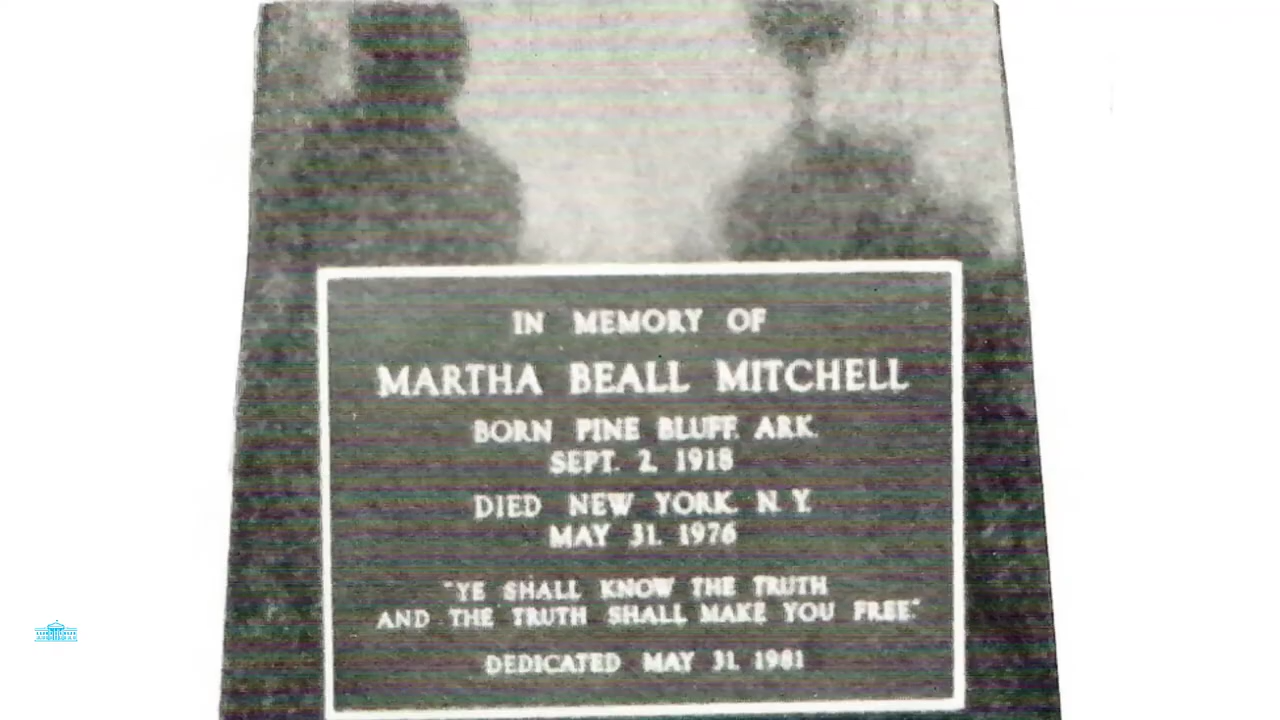 IN MEMORY OF
MARTHA BEALL MITCHELL
BORN PINE BLUFF, ARK.
SEPT. 2, 1918
DIED NEW YORK, N. Y.
MAY 31, 1976
"YE SHALL KNOW THE TRUTH
AND THE TRUTH SHALL MAKE YOU FREE."
DEDICATED MAY 31, 1981